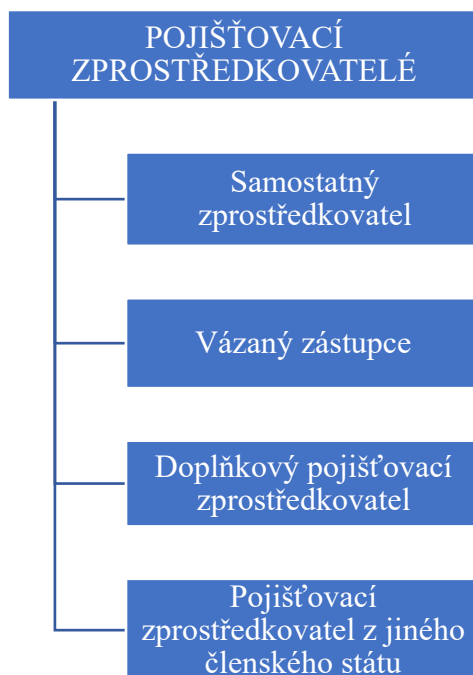 POJIŠŤOVACÍ
ZPROSTŘEDKOVATELÉ
Samostatný
zprostředkovatel
Vázaný zástupce
Doplňkový pojišťovací
zprostředkovatel
Pojišťovací
zprostředkovatel z jiného
členského státu